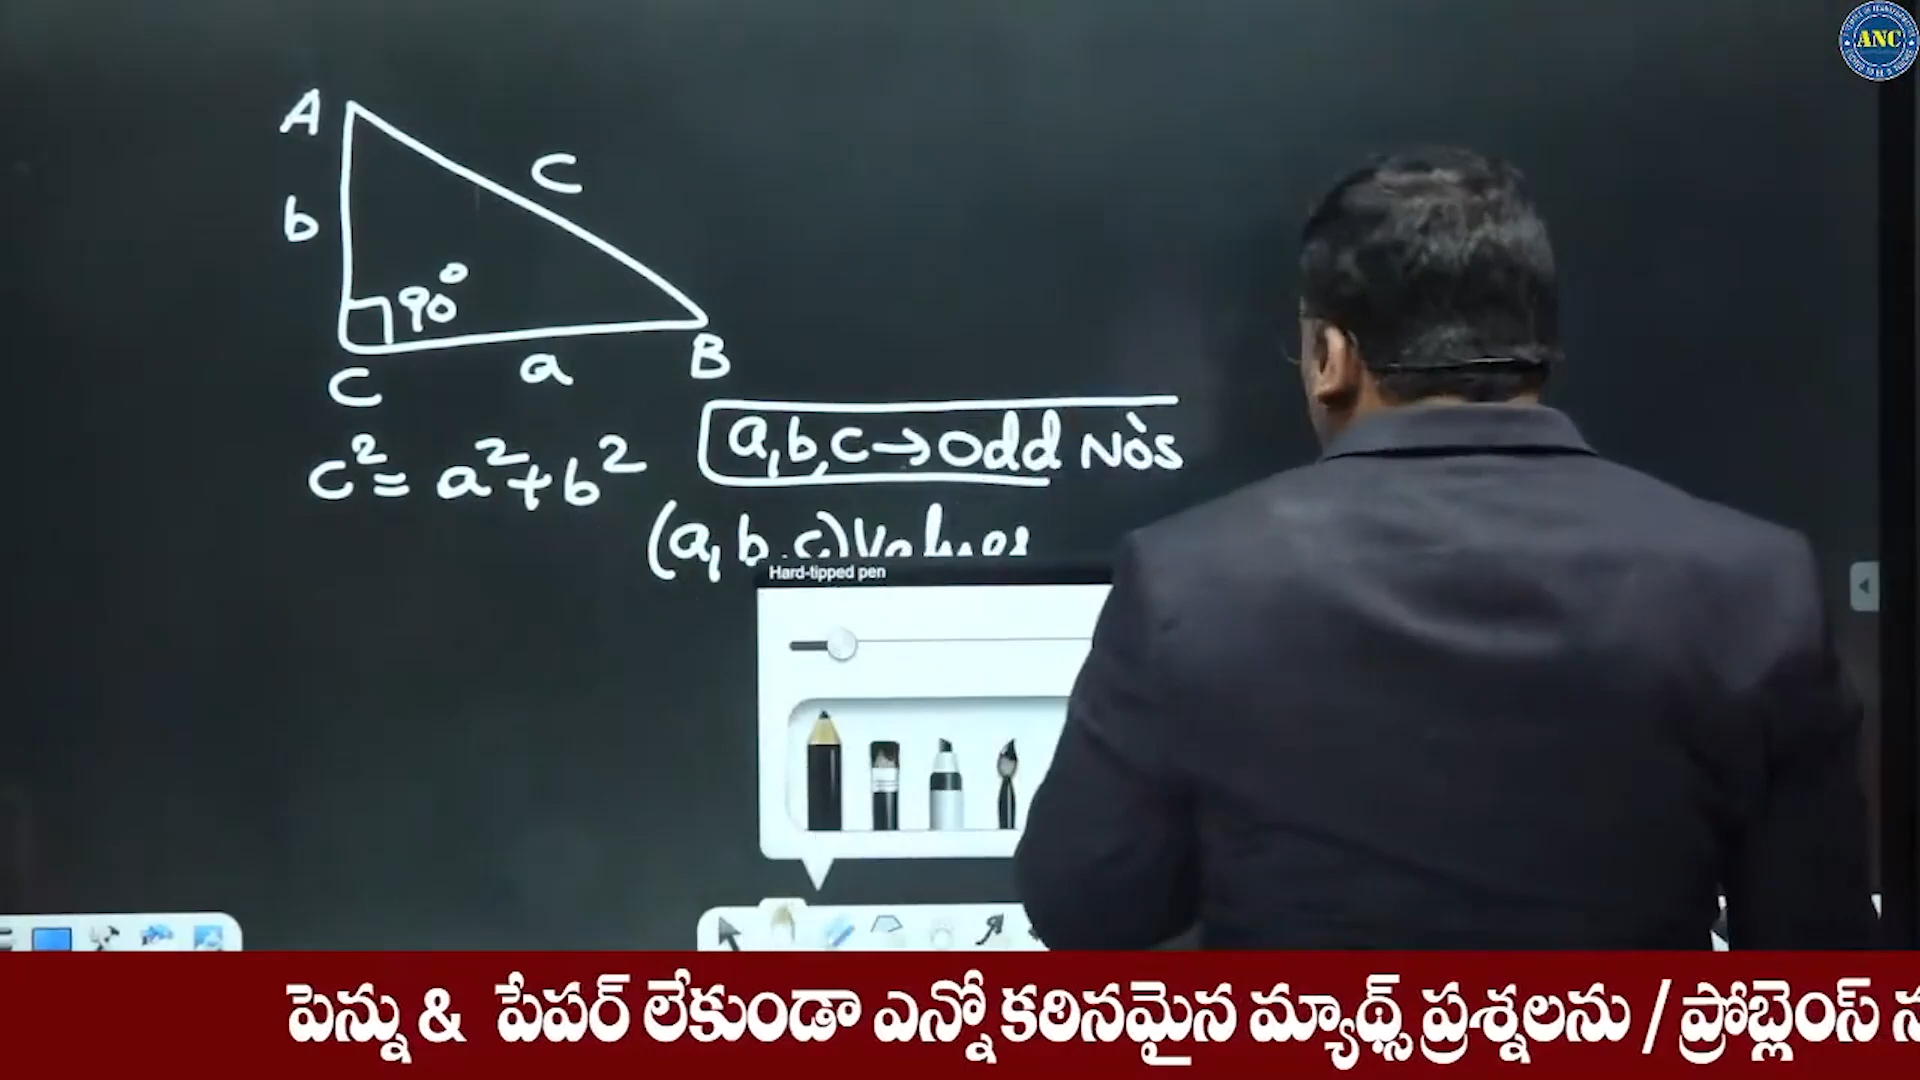 ANC
A
C
b
90°
a
B
C
c² = a² + b²
a, b, c → Odd Nos
(a, b, c) Values
Hard-tipped pen
పెన్ను & పేపర్ లేకుండా ఎన్నో కఠినమైన మ్యాథ్స్ ప్రశ్నలను / ప్రోబ్లెంస్